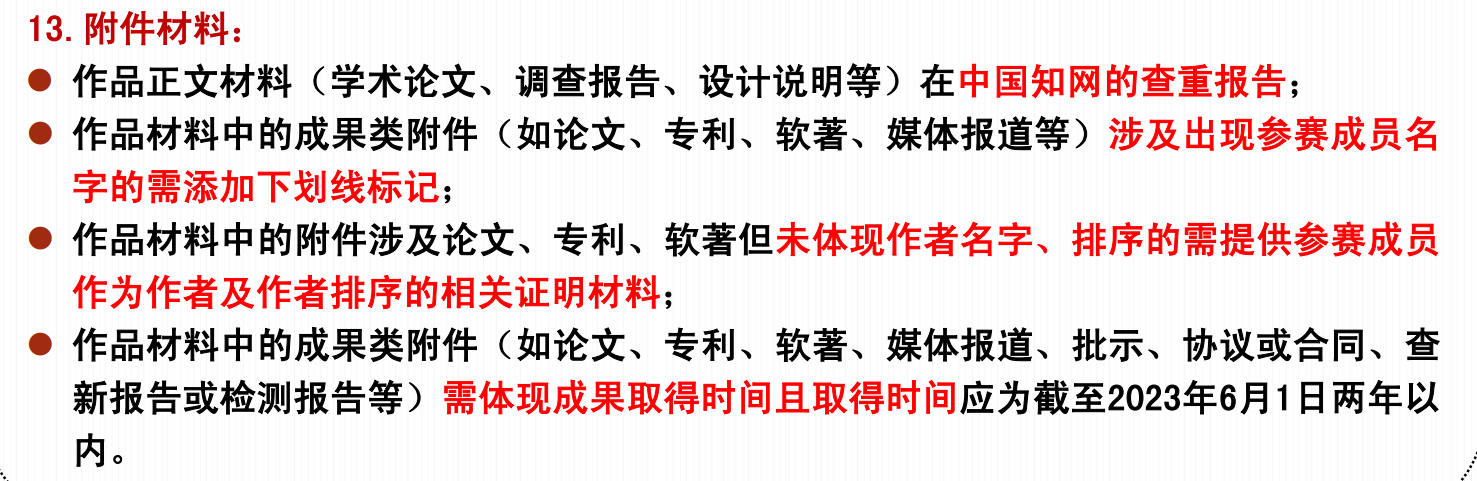 13. 附件材料：
● 作品正文材料（学术论文、调查报告、设计说明等）在中国知网的查重报告；
● 作品材料中的成果类附件（如论文、专利、软著、媒体报道等）涉及出现参赛成员名
字的需添加下划线标记；
● 作品材料中的附件涉及论文、专利、软著但未体现作者名字、排序的需提供参赛成员
作为作者及作者排序的相关证明材料；
● 作品材料中的成果类附件（如论文、专利、软著、媒体报道、批示、协议或合同、查
新报告或检测报告等）需体现成果取得时间且取得时间应为截至2023年6月1日两年以
内。